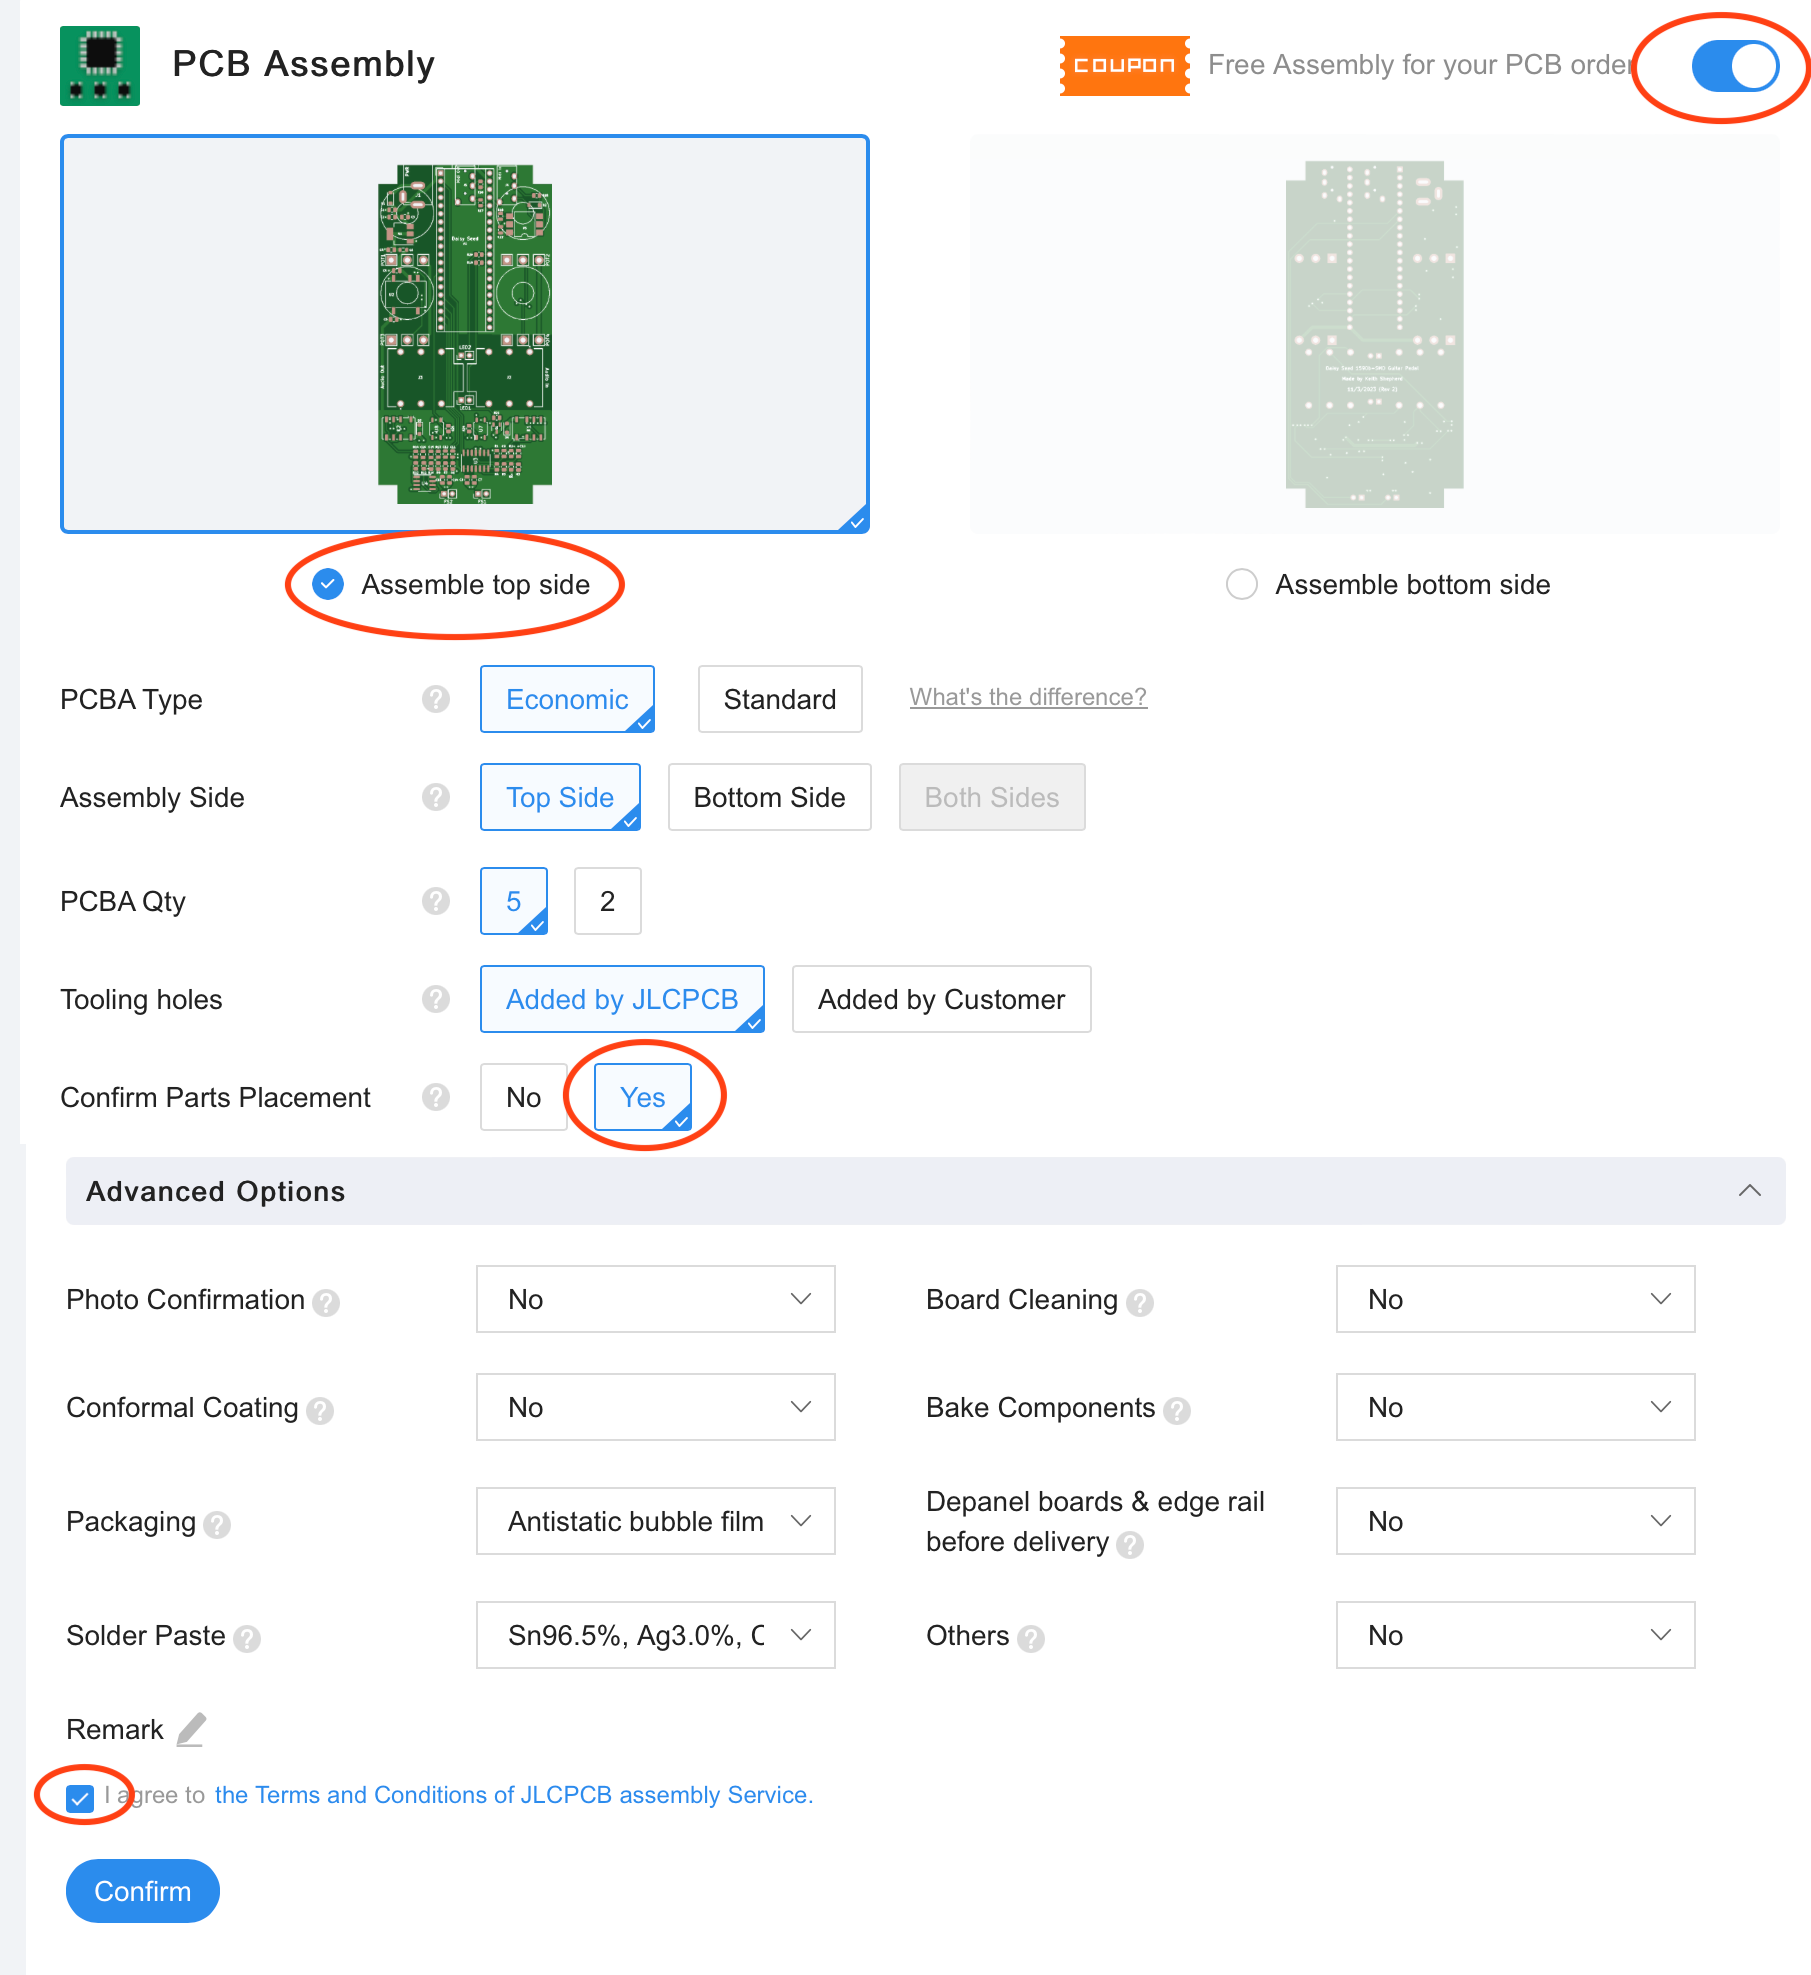 PCB Assembly
COUPON
Free Assembly for your PCB order
Daisy Seed
LED2
LED1
Assemble top side
Assemble bottom side
PCBA Type
Economic
Standard
What's the difference?
Assembly Side
Top Side
Bottom Side
Both Sides
PCBA Qty
5
2
Tooling holes
Added by JLCPCB
Added by Customer
Confirm Parts Placement
No
Yes
Advanced Options
Photo Confirmation
No
Board Cleaning
No
Conformal Coating
No
Bake Components
No
Packaging
Antistatic bubble film
Depanel boards & edge rail
before delivery
No
Solder Paste
Sn96.5%, Ag3.0%, C
Others
No
Remark
I agree to the Terms and Conditions of JLCPCB assembly Service.
Confirm